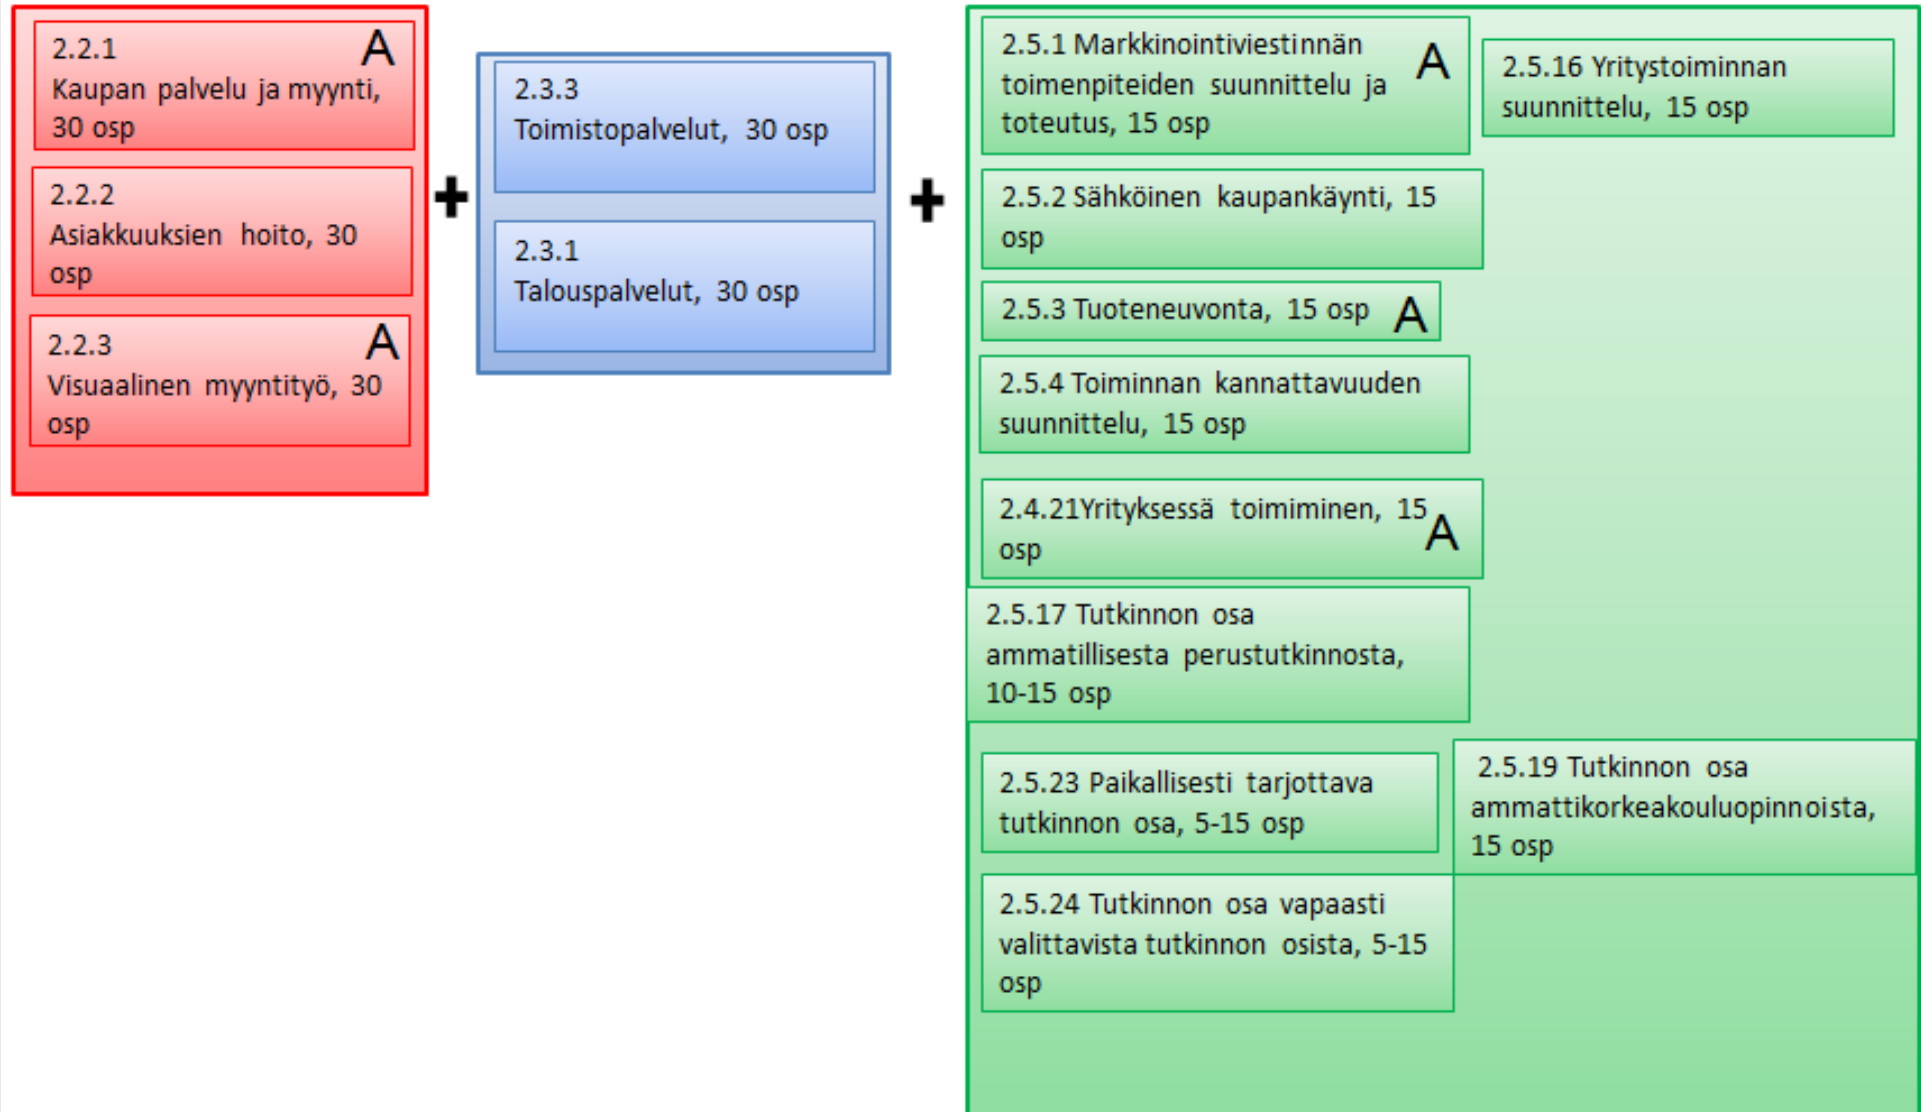 2.2.1 A
Kaupan palvelu ja myynti,
30 osp
2.2.2
Asiakkuuksien hoito, 30
osp
2.2.3 A
Visuaalinen myyntityö, 30
osp
+
2.3.3
Toimistopalvelut, 30 osp
2.3.1
Talouspalvelut, 30 osp
+
2.5.1 Markkinointiviestinnän
toimenpiteiden suunnittelu ja
toteutus, 15 osp
A
2.5.16 Yritystoiminnan
suunnittelu, 15 osp
2.5.2 Sähköinen kaupankäynti, 15
osp
2.5.3 Tuoteneuvonta, 15 osp A
2.5.4 Toiminnan kannattavuuden
suunnittelu, 15 osp
2.4.21Yrityksessä toimiminen, 15
osp
A
2.5.17 Tutkinnon osa
ammatillisesta perustutkinnosta,
10-15 osp
2.5.23 Paikallisesti tarjottava
tutkinnon osa, 5-15 osp
2.5.19 Tutkinnon osa
ammattikorkeakouluopinnoista,
15 osp
2.5.24 Tutkinnon osa vapaasti
valittavista tutkinnon osista, 5-15
osp